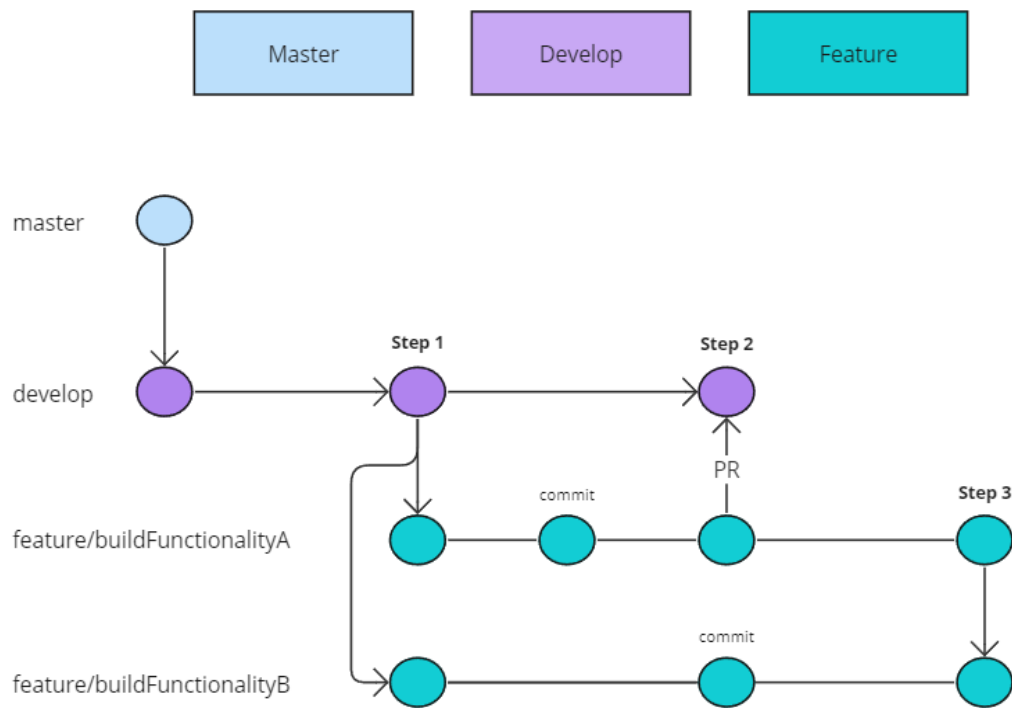 Master
Develop
Feature
master
Step 1
Step 2
develop
PR
commit
Step 3
feature/buildFunctionalityA
commit
feature/buildFunctionalityB